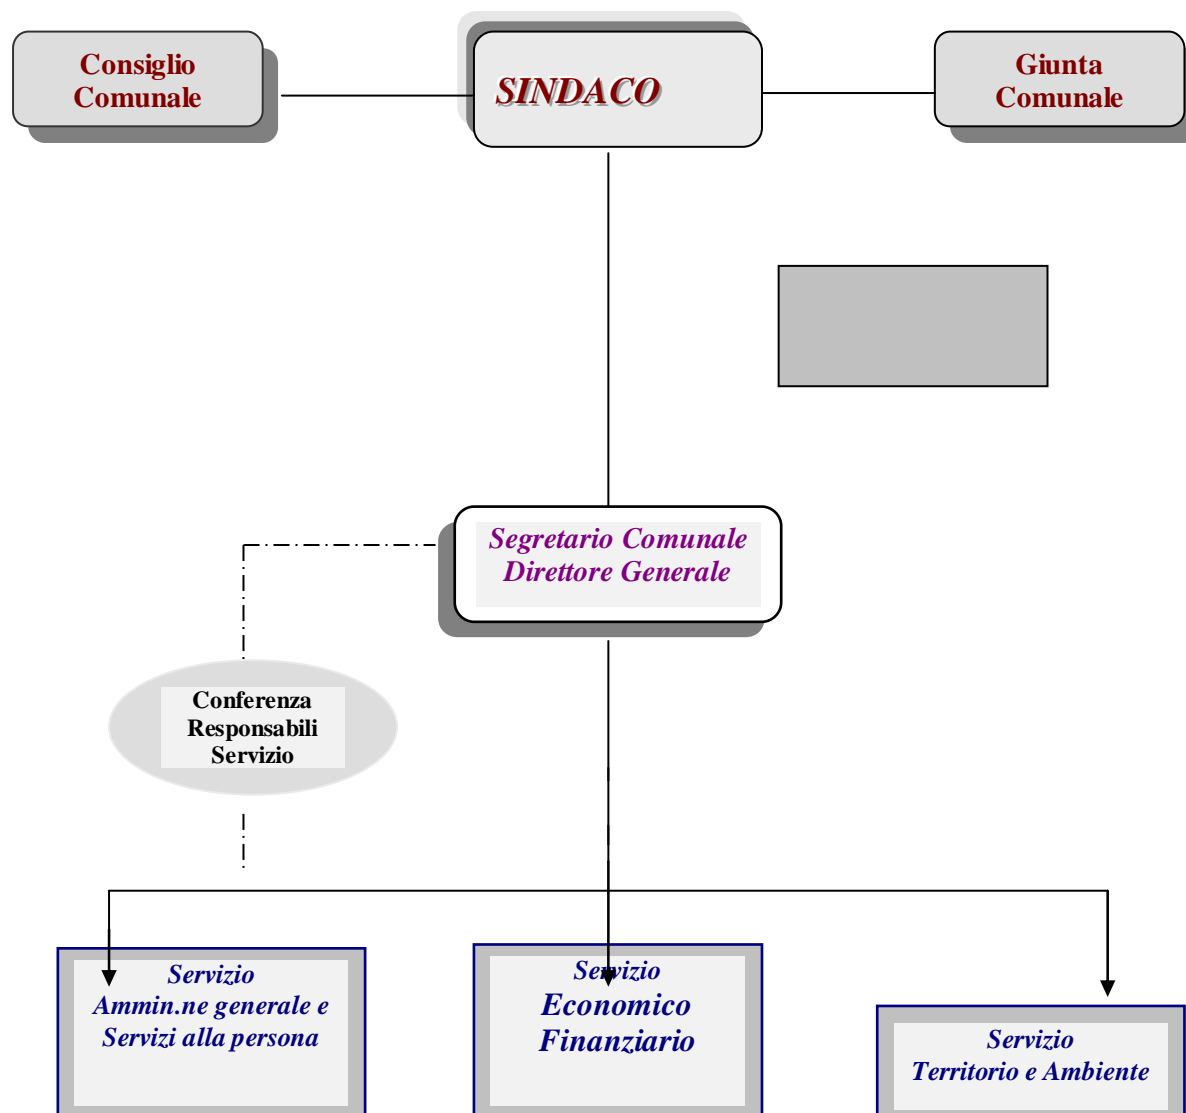 Consiglio
Comunale
SINDACO
Giunta
Comunale
Segretario Comunale
Direttore Generale
Conferenza
Responsabili
Servizio
Servizio
Ammin.ne generale e
Servizi alla persona
Servizio
Economico
Finanziario
Servizio
Territorio e Ambiente